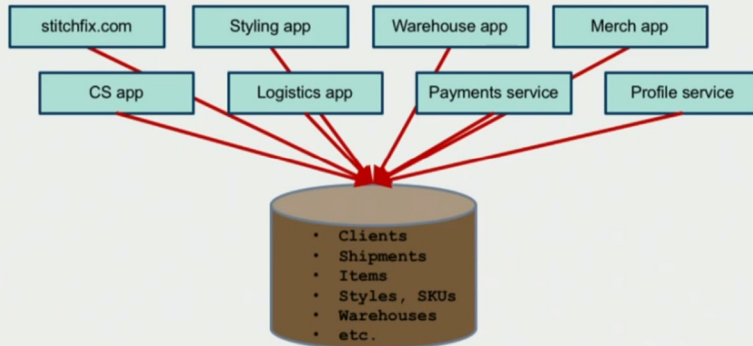 stitchfix.com
Styling app
Warehouse app
Merch app
CS app
Logistics app
Payments service
Profile service
• Clients
• Shipments
• Items
• Styles, SKUs
• Warehouses
• etc.